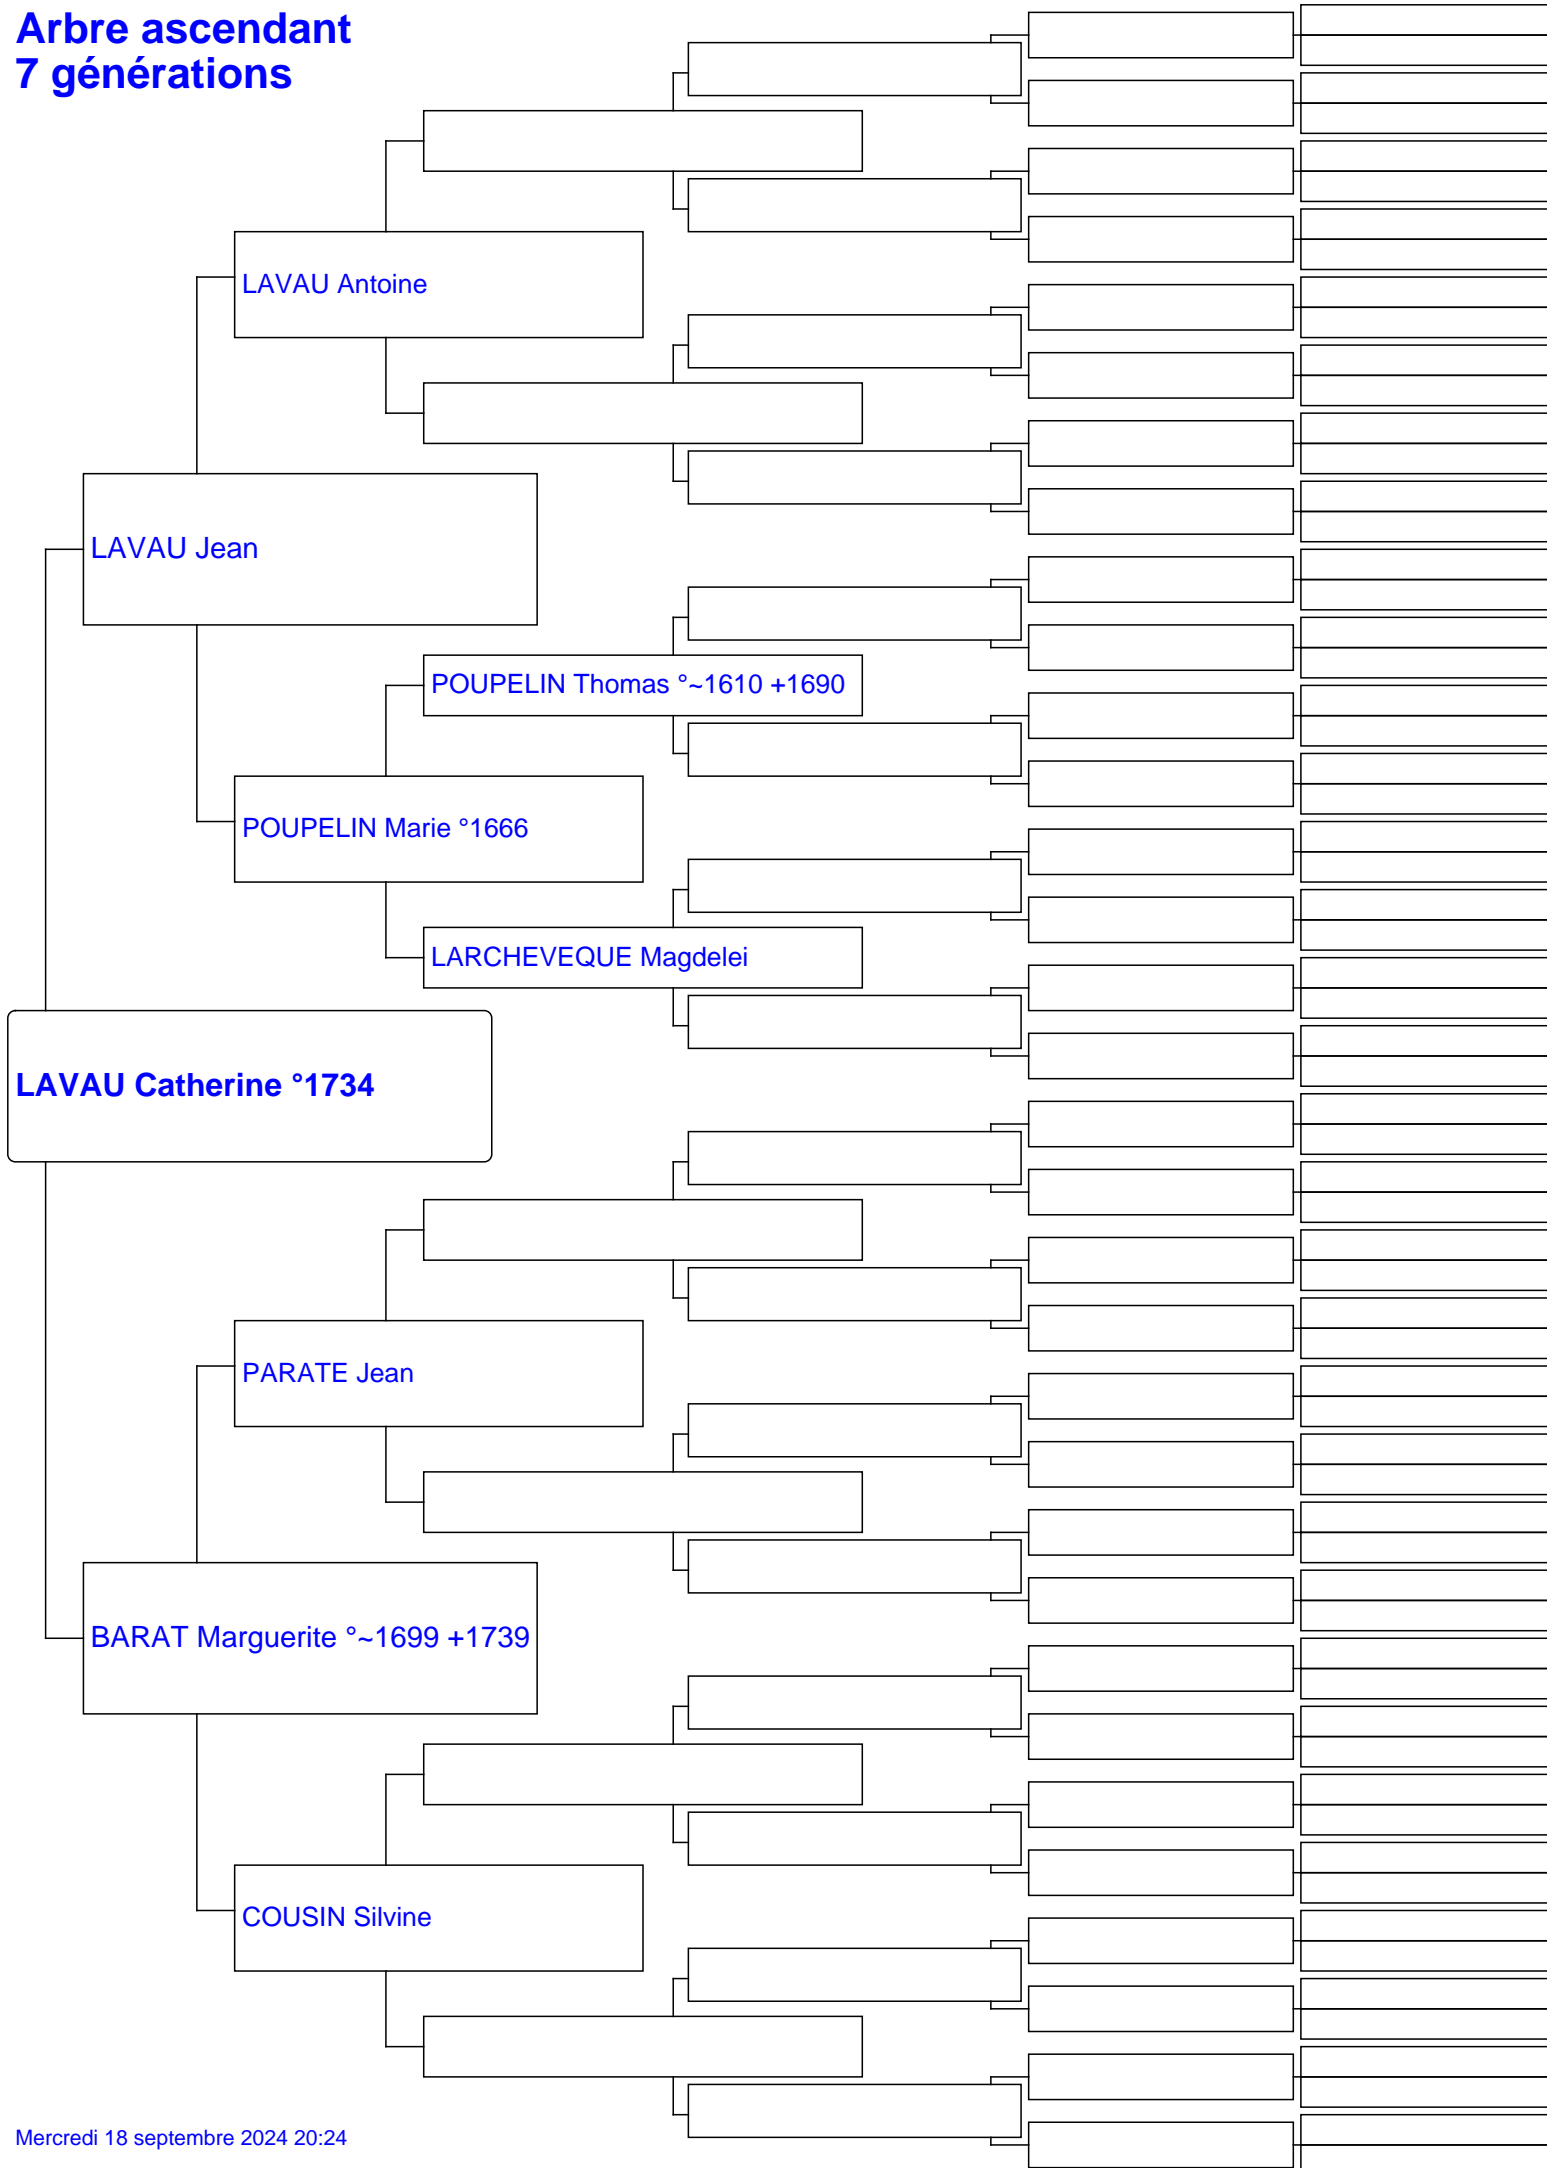 Arbre ascendant
7 générations
LAVAU Antoine
LAVAU Jean
POUPELIN Thomas °~1610 +1690
POUPELIN Marie °1666
LARCHEVEQUE Magdelei
LAVAU Catherine °1734
PARATE Jean
BARAT Marguerite °~1699 +1739
COUSIN Silvine
Mercredi 18 septembre 2024 20:24